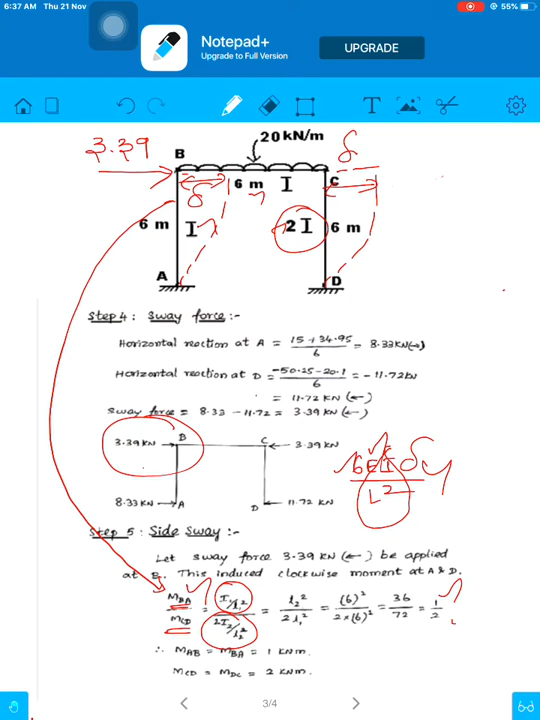 6:37 AM Thu 21 Nov
55%
Notepad+
Upgrade to Full Version
UPGRADE
T
3.39
20 kN/m
δ
B
C
δ
6 m I
6 m I
2 I 6 m
A
D
Step 4: Sway force :-
Horizontal reaction at A = 15+34.95/6 = 8.33 KN(→)
Horizontal reaction at D = -50.25-20.1/6 = -11.72KN
= 11.72 KN (←)
Sway force = 8.33 - 11.72 = 3.39 KN (←)
3.39 KN B C 3.39 KN
6EIδ
L²
8.33 KN A D 11.72 KN
Step 5: Side Sway :-
Let sway force 3.39 KN (←) be applied
at B. This induced clockwise moment at A & D.
MBA/MCD = I/l₁²/2I₂/l₂² = l₂²/2l₁² = (6)²/2×(6)² = 36/72 = 1/2
∴ MAB = MBA = 1 KNm.
MCD = MDC = 2 KNm.
3/4